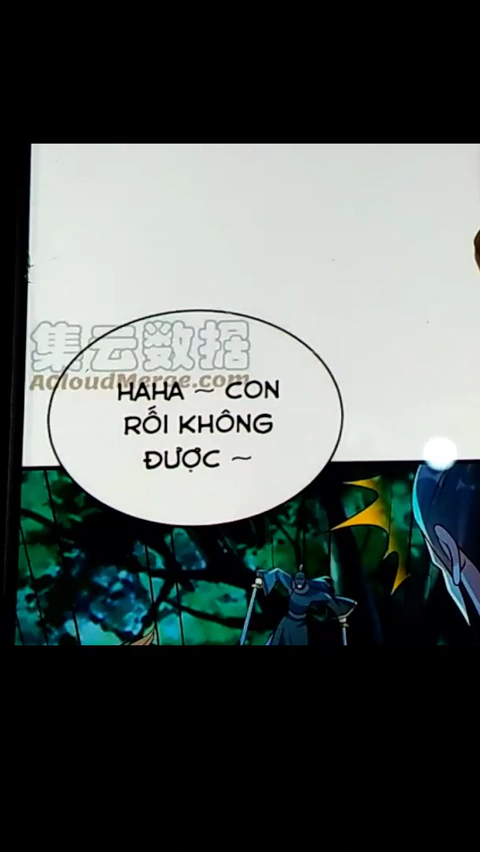 集云数据
ACloudMerge.com
HAHA ~ CON
RỐI KHÔNG
ĐƯỢC ~